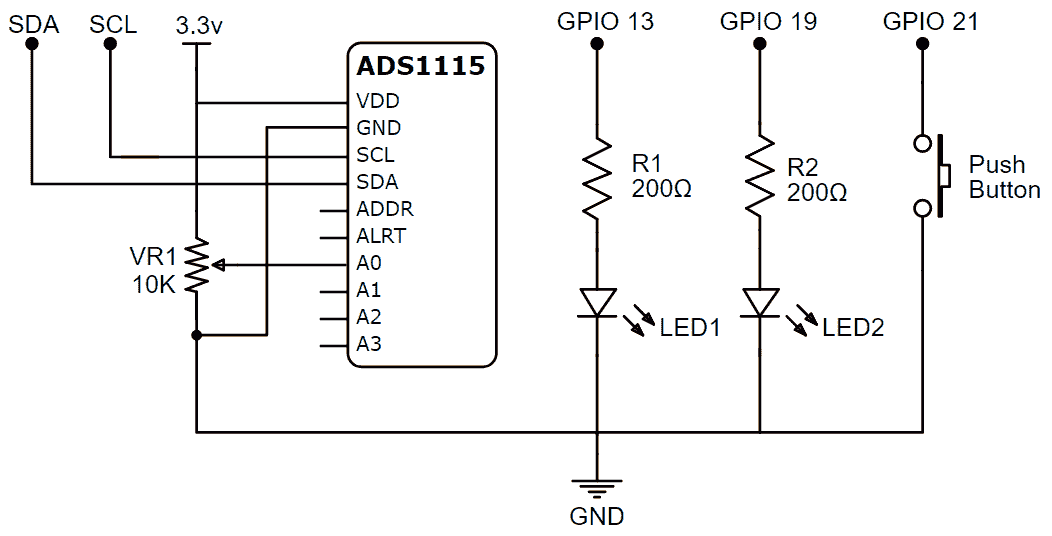 SDA
SCL
3.3v
GPIO 13
GPIO 19
GPIO 21
ADS1115
VDD
GND
SCL
SDA
ADDR
ALRT
A0
A1
A2
A3
VR1
10K
R1
200Ω
R2
200Ω
Push
Button
LED1
LED2
GND